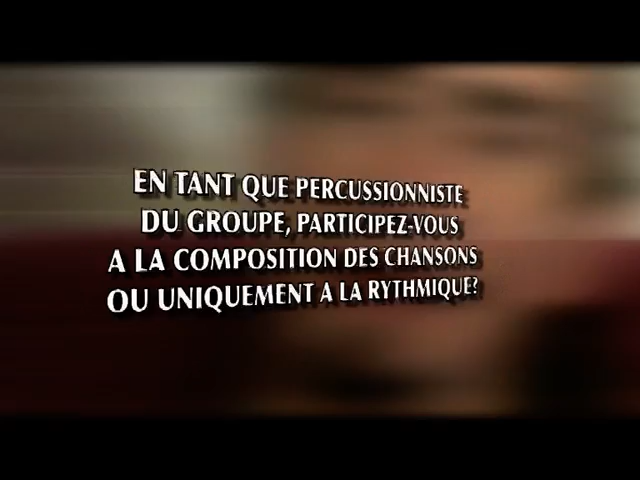 EN TANT QUE PERCUSSIONNISTE
DU GROUPE, PARTICIPEZ-VOUS
A LA COMPOSITION DES CHANSONS
OU UNIQUEMENT A LA RYTHMIQUE?